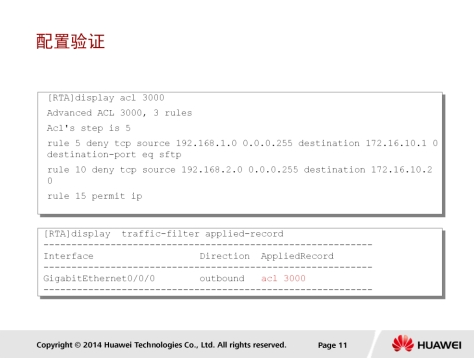 配置验证
[RTA]display acl 3000
Advanced ACL 3000, 3 rules
Acl's step is 5
rule 5 deny tcp source 192.168.1.0 0.0.0.255 destination 172.16.10.1 0
destination-port eq sftp
rule 10 deny tcp source 192.168.2.0 0.0.0.255 destination 172.16.10.2
0
rule 15 permit ip
[RTA]display traffic-filter applied-record
-----------------------------------------------------------
Interface Direction AppliedRecord
-----------------------------------------------------------
GigabitEthernet0/0/0 outbound acl 3000
-----------------------------------------------------------
Copyright © 2014 Huawei Technologies Co., Ltd. All rights reserved. Page 11 HUAWEI